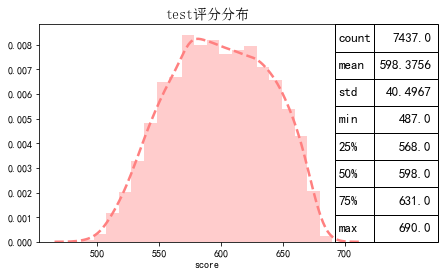 test评分分布
0.008
0.007
0.006
0.005
0.004
0.003
0.002
0.001
0.000
500 550 600 650 700
score
count 7437.0
mean 598.3756
std 40.4967
min 487.0
25% 568.0
50% 598.0
75% 631.0
max 690.0